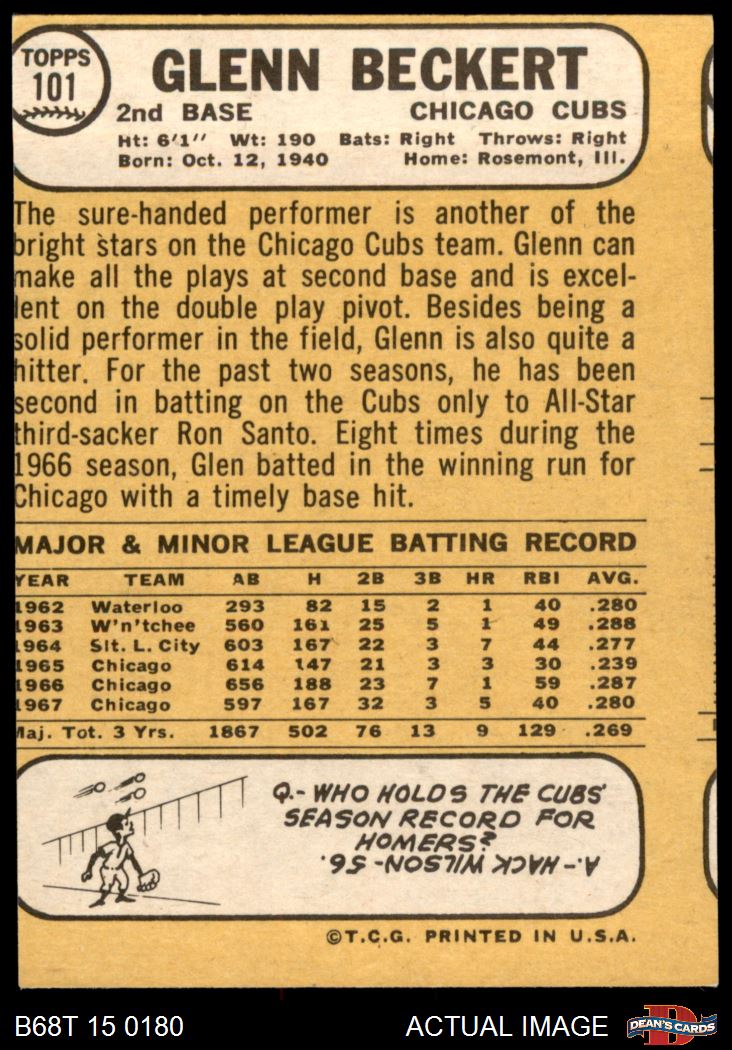 TOPPS
101
GLENN BECKERT
2nd BASE CHICAGO CUBS
Ht: 6'1'' Wt: 190 Bats: Right Throws: Right
Born: Oct. 12, 1940 Home: Rosemont, Ill.
The sure-handed performer is another of the
bright stars on the Chicago Cubs team. Glenn can
make all the plays at second base and is excel-
lent on the double play pivot. Besides being a
solid performer in the field, Glenn is also quite a
hitter. For the past two seasons, he has been
second in batting on the Cubs only to All-Star
third-sacker Ron Santo. Eight times during the
1966 season, Glen batted in the winning run for
Chicago with a timely base hit.
MAJOR & MINOR LEAGUE BATTING RECORD
YEAR TEAM AB H 2B 3B HR RBI AVG.
1962 Waterloo 293 82 15 2 1 40 .280
1963 W'n'tchee 560 161 25 5 1 49 .288
1964 Slt. L. City 603 167 22 3 7 44 .277
1965 Chicago 614 147 21 3 3 30 .239
1966 Chicago 656 188 23 7 1 59 .287
1967 Chicago 597 167 32 3 5 40 .280
Maj. Tot. 3 Yrs. 1867 502 76 13 9 129 .269
Q.- WHO HOLDS THE CUBS'
SEASON RECORD FOR
HOMERS?
A.- HACK WILSON- 56.
©T.C.G. PRINTED IN U.S.A.
B68T 15 0180 ACTUAL IMAGE D DEAN'S CARDS